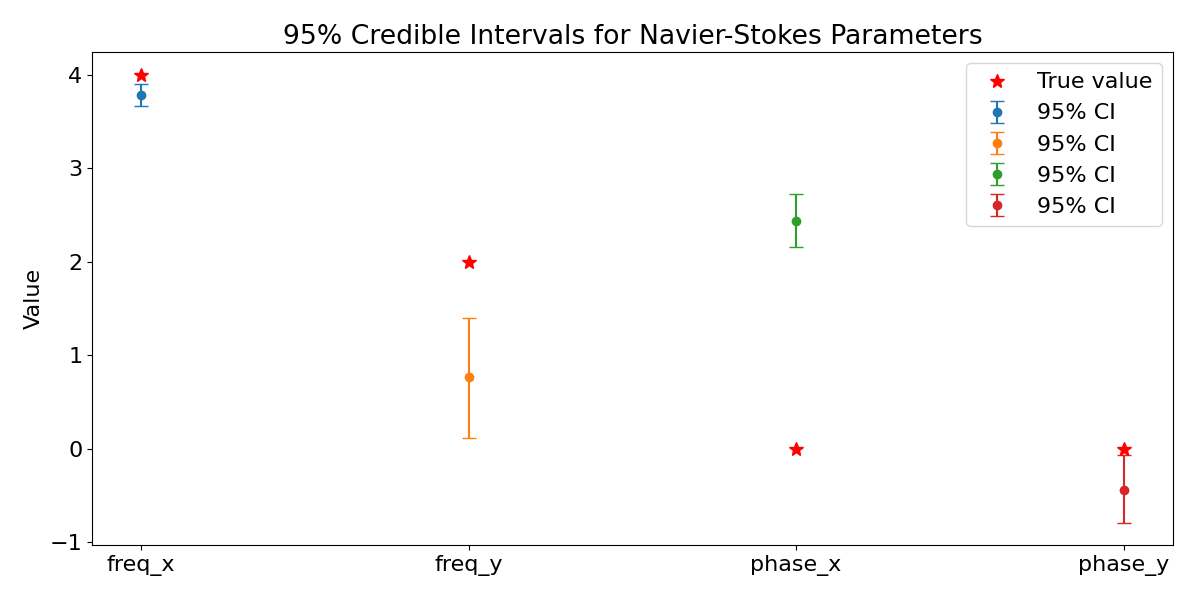 95% Credible Intervals for Navier-Stokes Parameters
4
3
2
1
0
−1
Value
True value
95% CI
95% CI
95% CI
95% CI
freq_x
freq_y
phase_x
phase_y